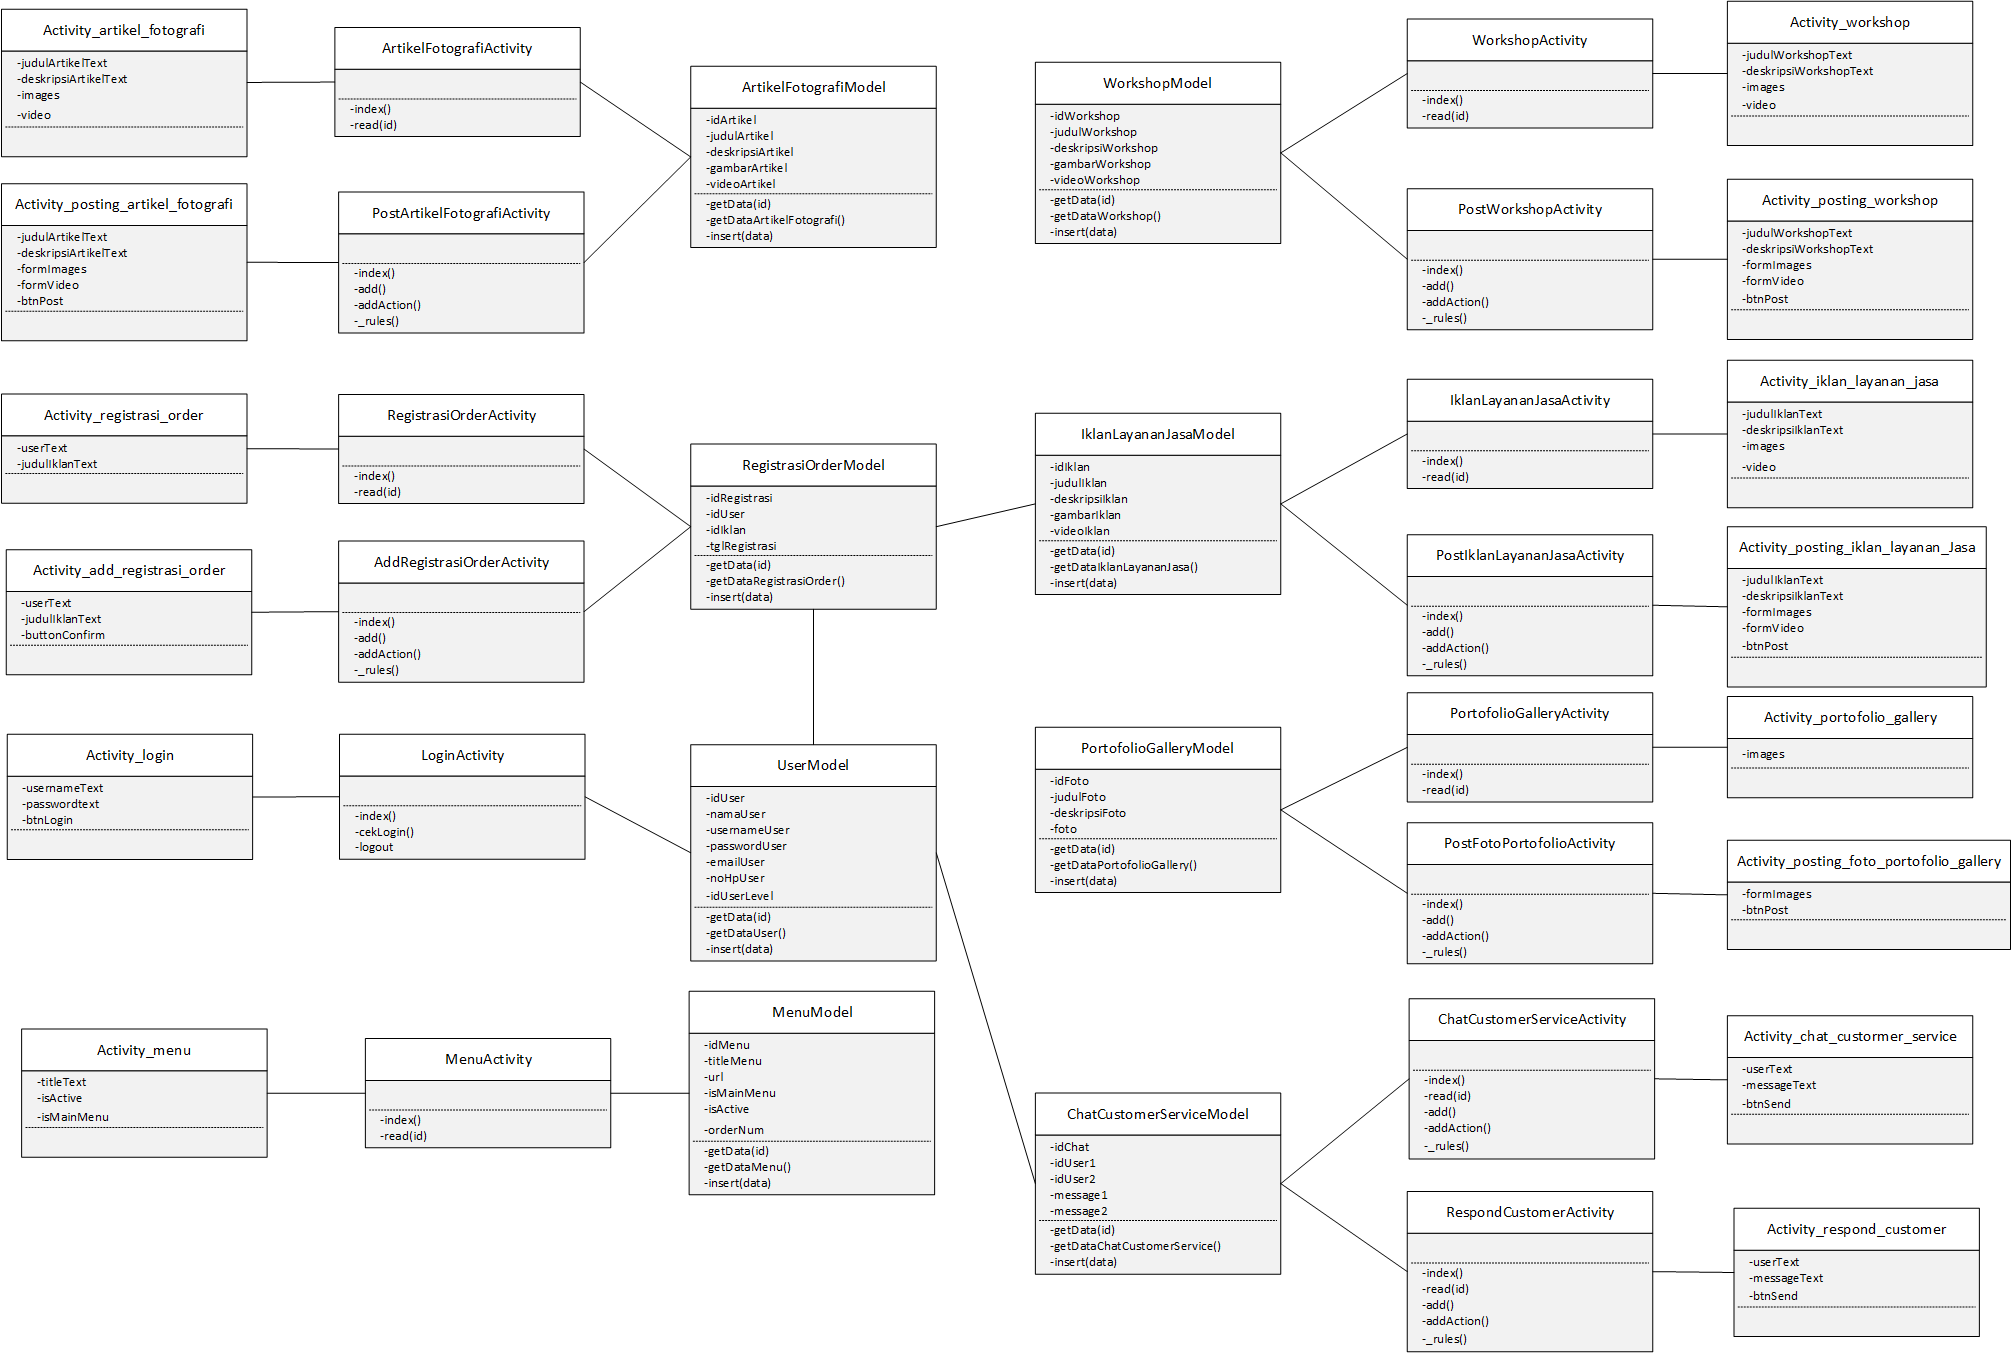 Activity_artikel_fotografi
-judulArtikelText
-deskripsiArtikelText
-images
-video
ArtikelFotografiActivity
-index()
-read(id)
ArtikelFotografiModel
-idArtikel
-judulArtikel
-deskripsiArtikel
-gambarArtikel
-videoArtikel
-getData(id)
-getDataArtikelFotografi()
-insert(data)
Activity_posting_artikel_fotografi
-judulArtikelText
-deskripsiArtikelText
-formImages
-formVideo
-btnPost
PostArtikelFotografiActivity
-index()
-add()
-addAction()
-_rules()
WorkshopModel
-idWorkshop
-judulWorkshop
-deskripsiWorkshop
-gambarWorkshop
-videoWorkshop
-getData(id)
-getDataWorkshop()
-insert(data)
WorkshopActivity
-index()
-read(id)
Activity_workshop
-judulWorkshopText
-deskripsiWorkshopText
-images
-video
PostWorkshopActivity
-index()
-add()
-addAction()
-_rules()
Activity_posting_workshop
-judulWorkshopText
-deskripsiWorkshopText
-formImages
-formVideo
-btnPost
Activity_registrasi_order
-userText
-judulIklanText
RegistrasiOrderActivity
-index()
-read(id)
RegistrasiOrderModel
-idRegistrasi
-idUser
-idIklan
-tglRegistrasi
-getData(id)
-getDataRegistrasiOrder()
-insert(data)
Activity_add_registrasi_order
-userText
-judulIklanText
-buttonConfirm
AddRegistrasiOrderActivity
-index()
-add()
-addAction()
-_rules()
IklanLayananJasaModel
-idIklan
-judulIklan
-deskripsiIklan
-gambarIklan
-videoIklan
-getData(id)
-getDataIklanLayananJasa()
-insert(data)
IklanLayananJasaActivity
-index()
-read(id)
Activity_iklan_layanan_jasa
-judulIklanText
-deskripsiIklanText
-images
-video
PostIklanLayananJasaActivity
-index()
-add()
-addAction()
-_rules()
Activity_posting_iklan_layanan_Jasa
-judulIklanText
-deskripsiIklanText
-formImages
-formVideo
-btnPost
Activity_login
-usernameText
-passwordtext
-btnLogin
LoginActivity
-index()
-cekLogin()
-logout
UserModel
-idUser
-namaUser
-usernameUser
-passwordUser
-emailUser
-noHpUser
-idUserLevel
-getData(id)
-getDataUser()
-insert(data)
PortofolioGalleryModel
-idFoto
-judulFoto
-deskripsiFoto
-foto
-getData(id)
-getDataPortofolioGallery()
-insert(data)
PortofolioGalleryActivity
-index()
-read(id)
Activity_portofolio_gallery
-images
PostFotoPortofolioActivity
-index()
-add()
-addAction()
-_rules()
Activity_posting_foto_portofolio_gallery
-formImages
-btnPost
Activity_menu
-titleText
-isActive
-isMainMenu
MenuActivity
-index()
-read(id)
MenuModel
-idMenu
-titleMenu
-url
-isMainMenu
-isActive
-orderNum
-getData(id)
-getDataMenu()
-insert(data)
ChatCustomerServiceModel
-idChat
-idUser1
-idUser2
-message1
-message2
-getData(id)
-getDataChatCustomerService()
-insert(data)
ChatCustomerServiceActivity
-index()
-read(id)
-add()
-addAction()
-_rules()
Activity_chat_custormer_service
-userText
-messageText
-btnSend
RespondCustomerActivity
-index()
-read(id)
-add()
-addAction()
-_rules()
Activity_respond_customer
-userText
-messageText
-btnSend